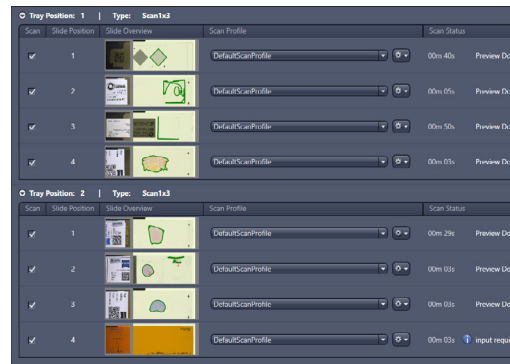 Tray Position: 1 | Type: Scan1x3
Scan Slide Position Slide Overview Scan Profile Scan Status
1 DefaultScanProfile 00m 40s Preview Do
2 DefaultScanProfile 00m 05s Preview Do
3 DefaultScanProfile 00m 50s Preview Do
4 DefaultScanProfile 00m 03s Preview Do
Tray Position: 2 | Type: Scan1x3
Scan Slide Position Slide Overview Scan Profile Scan Status
1 DefaultScanProfile 00m 29s Preview Do
2 DefaultScanProfile 00m 03s Preview Do
3 DefaultScanProfile 00m 03s Preview Do
4 DefaultScanProfile 00m 03s input requi